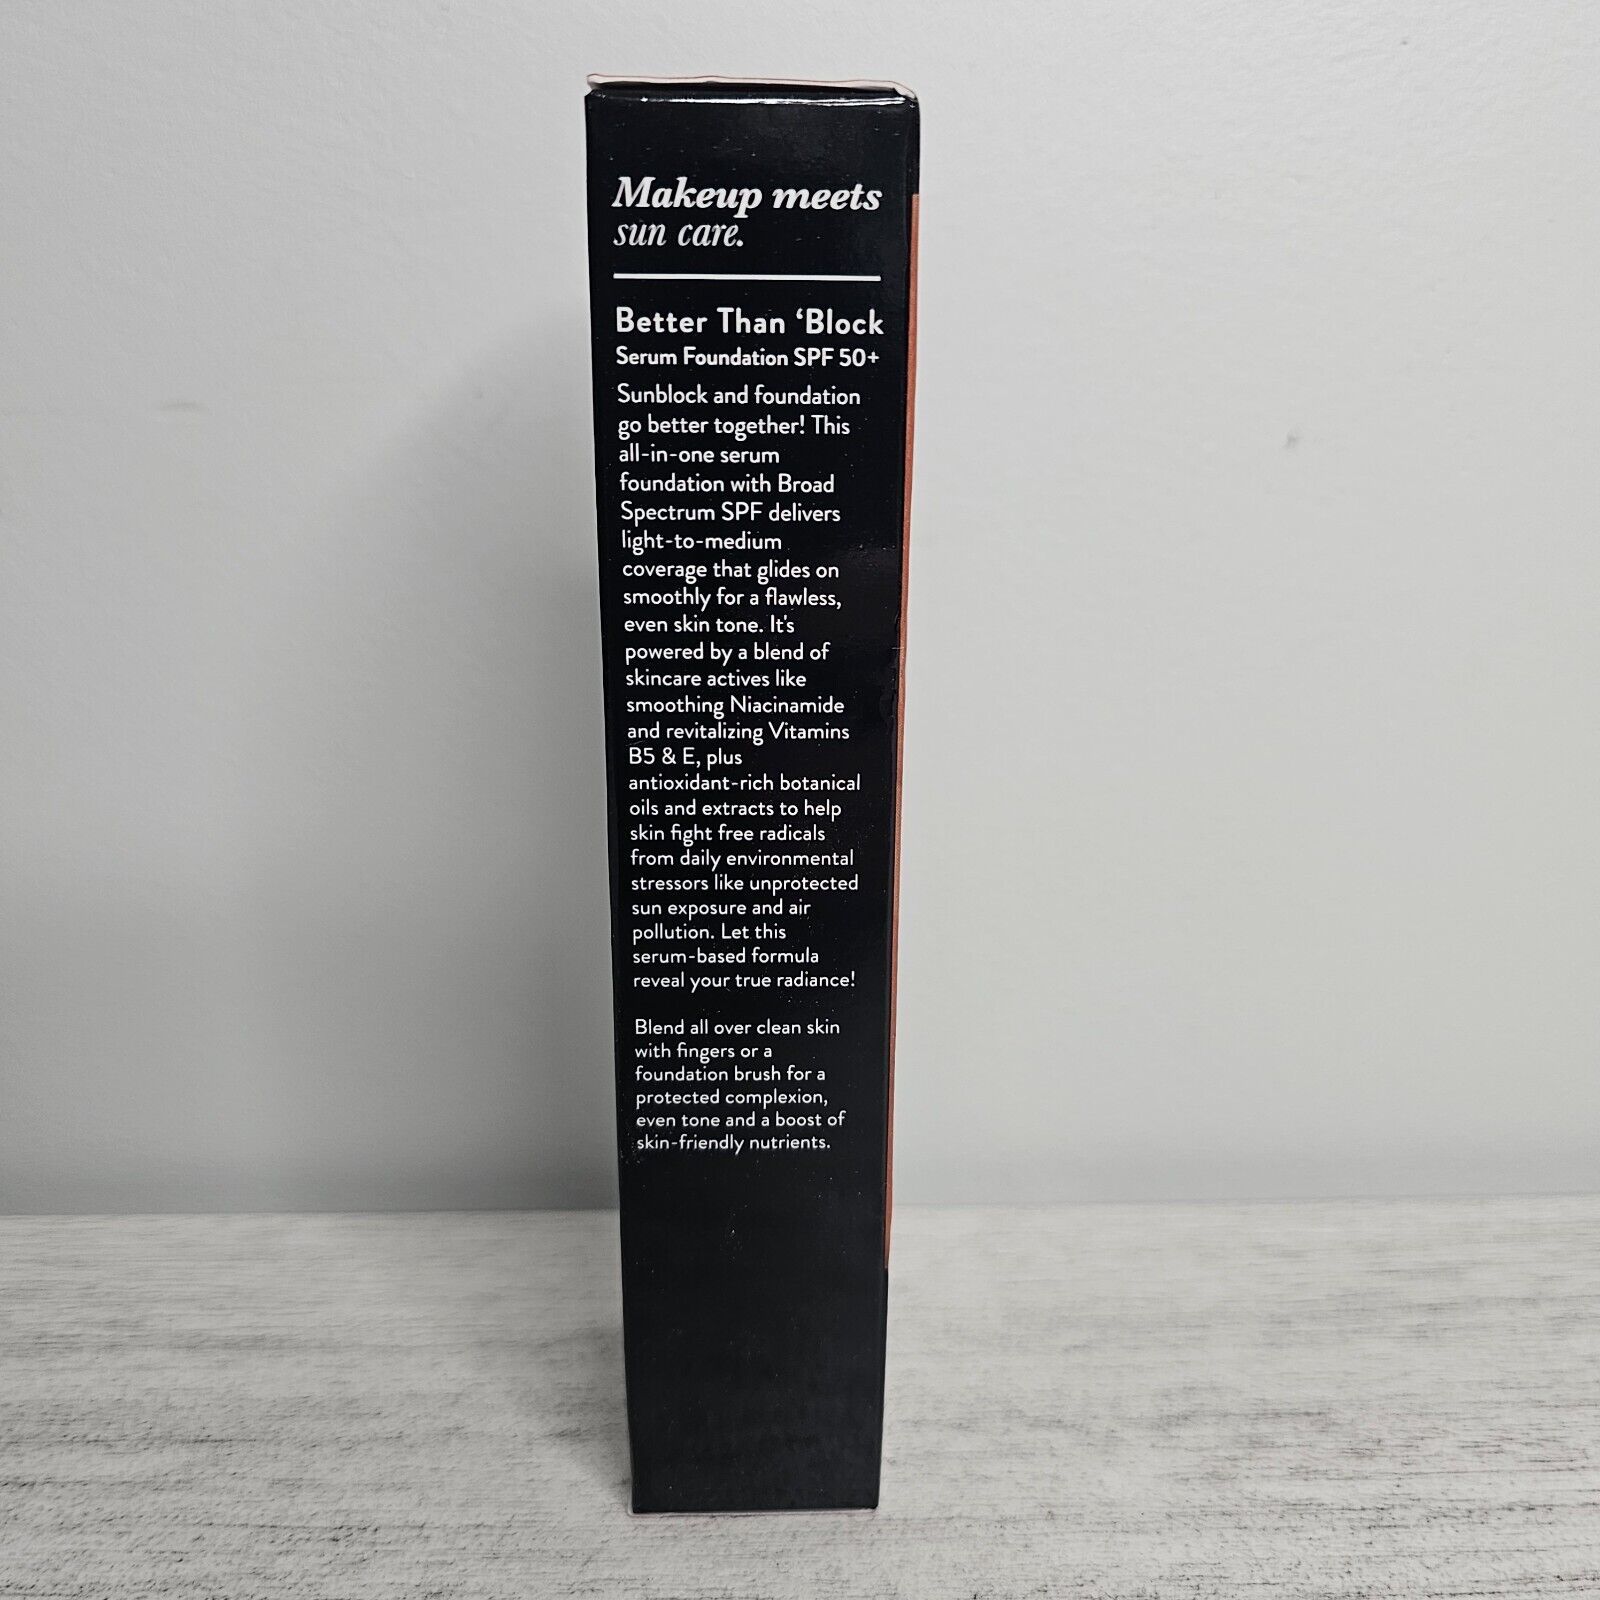 Makeup meets
sun care.
Better Than ‘Block
Serum Foundation SPF 50+
Sunblock and foundation
go better together! This
all-in-one serum
foundation with Broad
Spectrum SPF delivers
light-to-medium
coverage that glides on
smoothly for a flawless,
even skin tone. It's
powered by a blend of
skincare actives like
smoothing Niacinamide
and revitalizing Vitamins
B5 & E, plus
antioxidant-rich botanical
oils and extracts to help
skin fight free radicals
from daily environmental
stressors like unprotected
sun exposure and air
pollution. Let this
serum-based formula
reveal your true radiance!
Blend all over clean skin
with fingers or a
foundation brush for a
protected complexion,
even tone and a boost of
skin-friendly nutrients.